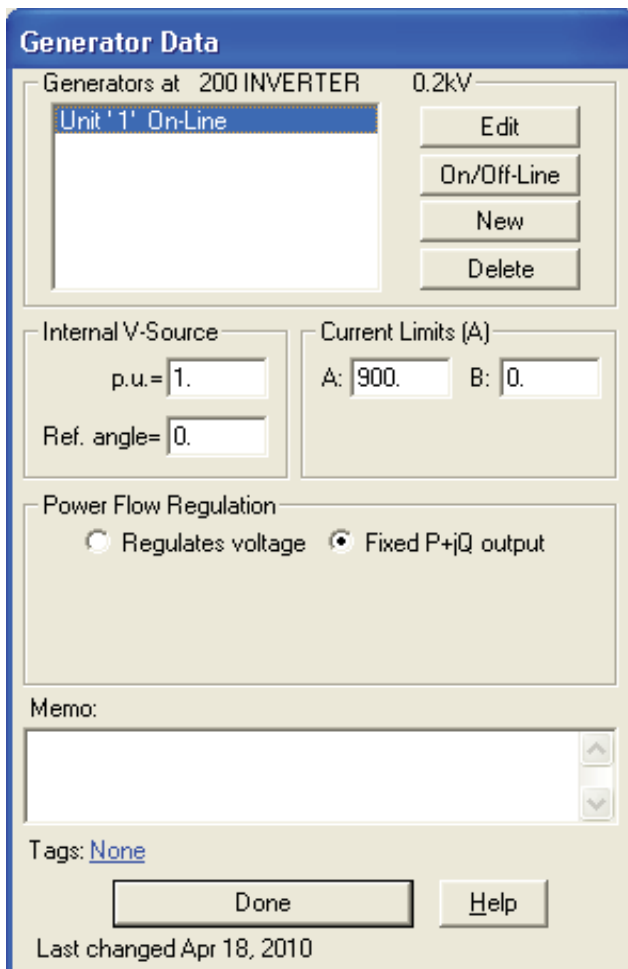 Generator Data
Generators at 200 INVERTER 0.2kV
Unit '1' On-Line
Edit
On/Off-Line
New
Delete
Internal V-Source
p.u.= 1.
Ref. angle= 0.
Current Limits (A)
A: 900. B: 0.
Power Flow Regulation
Regulates voltage Fixed P+jQ output
Memo:
Tags: None
Done Help
Last changed Apr 18, 2010